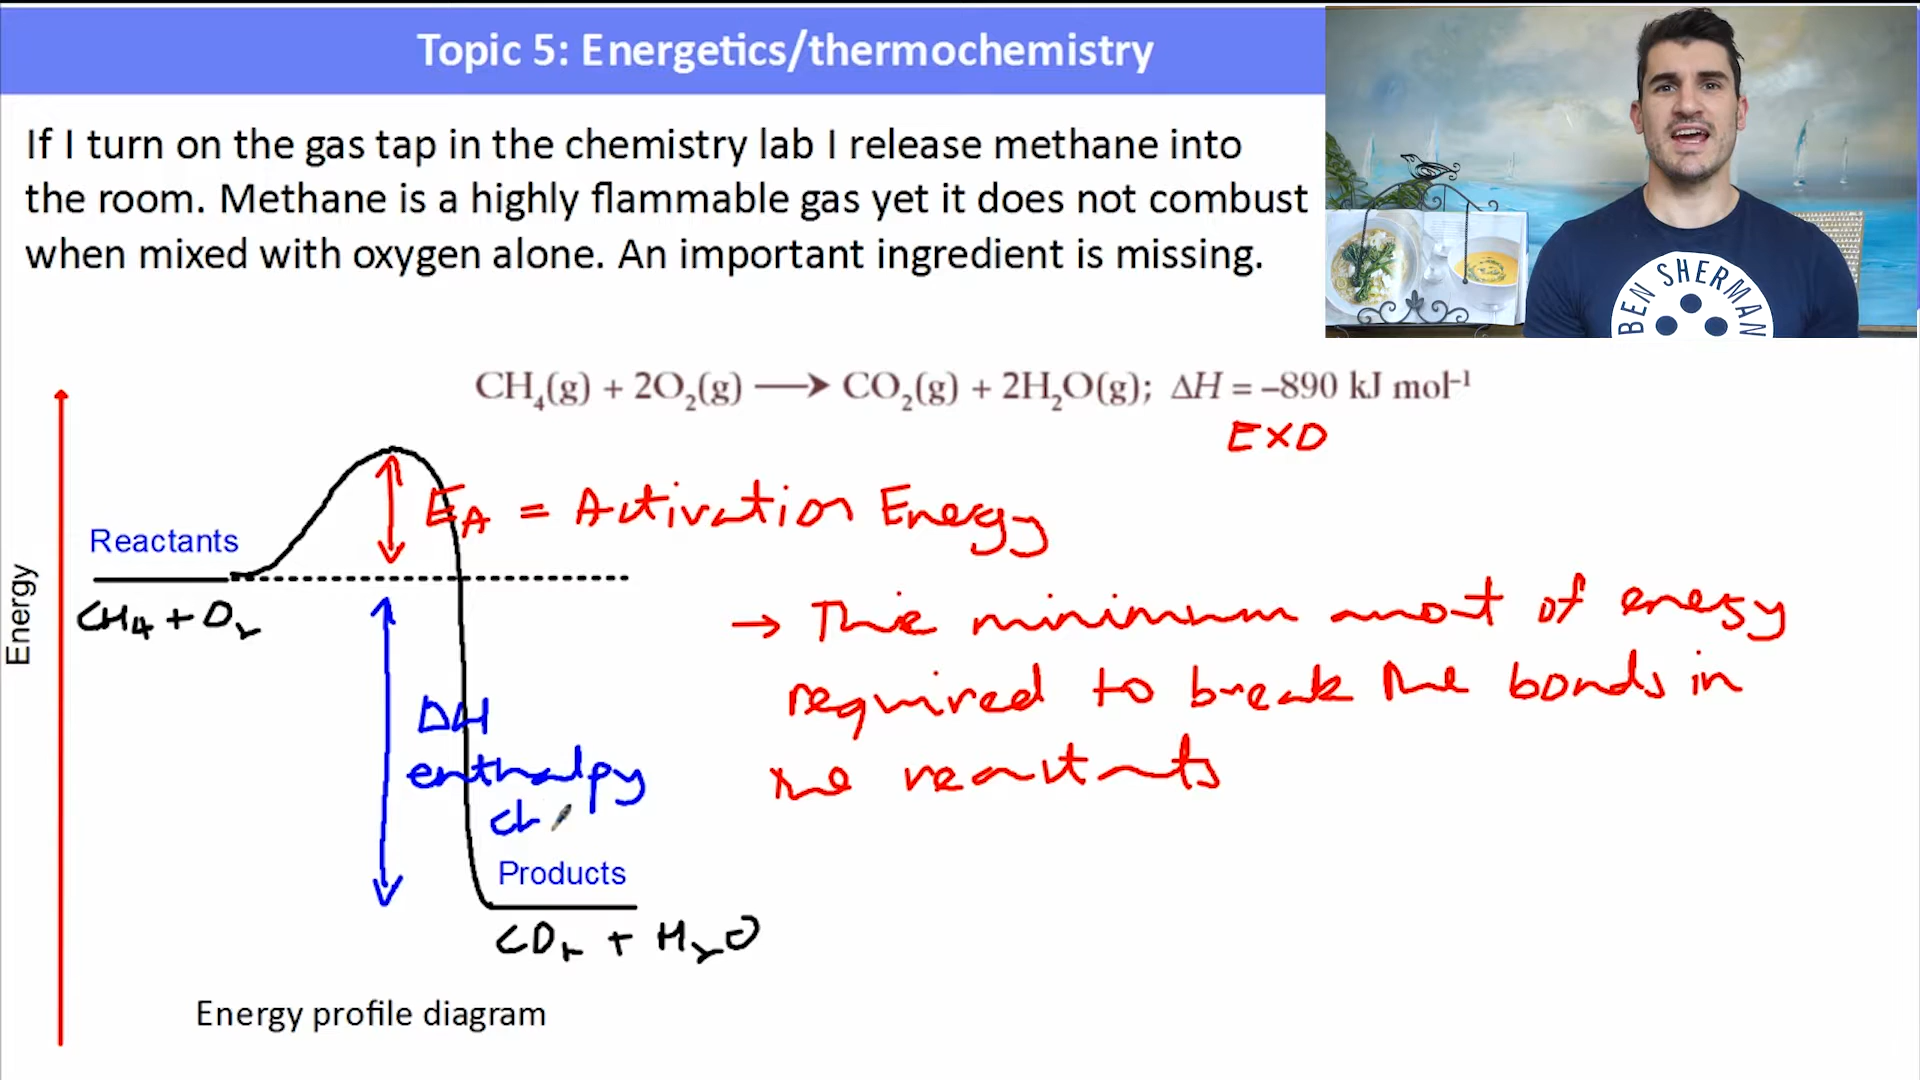 Topic 5: Energetics/thermochemistry
If I turn on the gas tap in the chemistry lab I release methane into
the room. Methane is a highly flammable gas yet it does not combust
when mixed with oxygen alone. An important ingredient is missing.
BEN SHERMAN
CH₄(g) + 2O₂(g) ⟶ CO₂(g) + 2H₂O(g); ΔH = –890 kJ mol⁻¹
EXO
E_A = Activation Energy
Reactants
CH₄ + O₂
Energy
→ The minimum amout of energy
required to break the bonds in
the reactants
ΔH
enthalpy
ch
Products
CO₂ + H₂O
Energy profile diagram